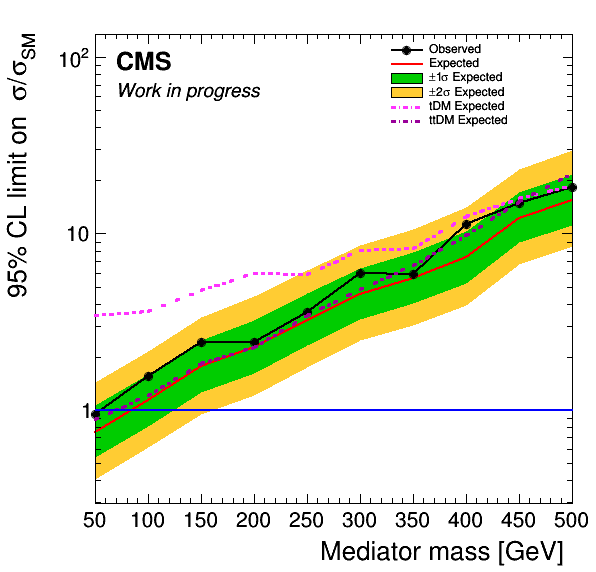 CMS
Work in progress
Observed
Expected
±1σ Expected
±2σ Expected
tDM Expected
ttDM Expected
95% CL limit on σ/σSM
10²
10
1
50 100 150 200 250 300 350 400 450 500
Mediator mass [GeV]